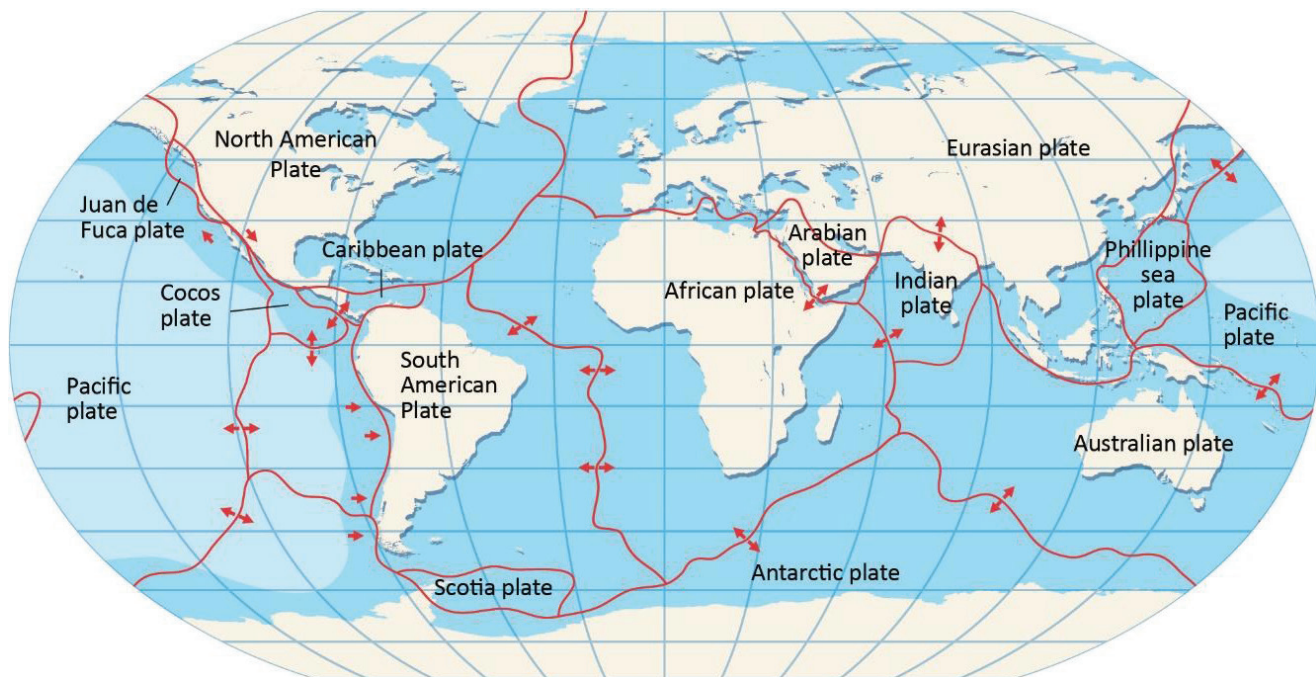 North American
Plate
Eurasian plate
Juan de
Fuca plate
Caribbean plate
Arabian
plate
Phillippine
sea
plate
African plate
Indian
plate
Cocos
plate
Pacific
plate
South
American
Plate
Pacific
plate
Australian plate
Antarctic plate
Scotia plate